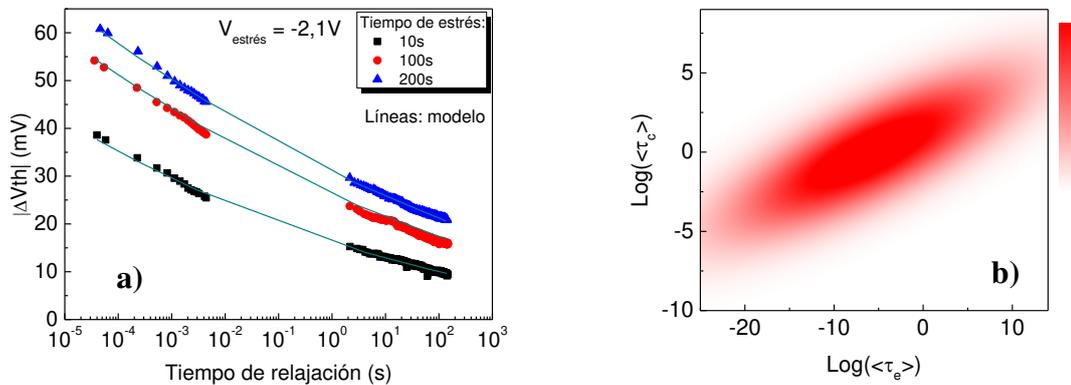 60
50
40
30
20
10
0
|ΔVth| (mV)
V_estrés = -2,1V
Tiempo de estrés:
10s
100s
200s
Líneas: modelo
a)
10^-5 10^-4 10^-3 10^-2 10^-1 10^0 10^1 10^2 10^3
Tiempo de relajación (s)
5
0
-5
-10
Log(<τ_c>)
b)
-20 -10 0 10
Log(<τ_e>)